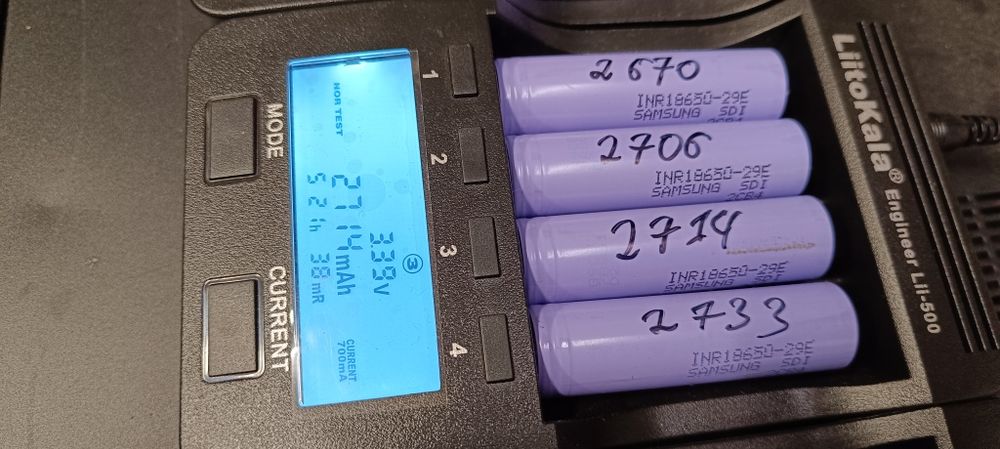 MODE
CURRENT
NOR TEST
3
3.39v
2714mAh
5 21h 38mR
CURRENT
700mA
1
2
3
4
2670
INR18650-29E
SAMSUNG SDI
2706
INR18650-29E
SAMSUNG SDI
2714
INR18650-29E
SAMSUNG SDI
2733
INR18650-29E
SAMSUNG SDI
LiitoKala® Engineer Lii-500